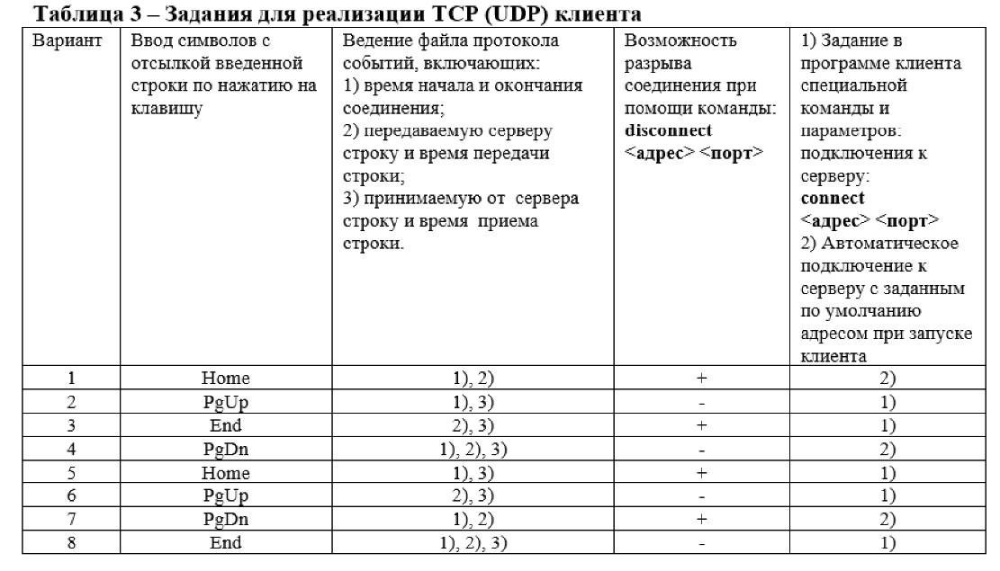 Таблица 3 – Задания для реализации TCP (UDP) клиента
Вариант
Ввод символов с
отсылкой введенной
строки по нажатию на
клавишу
Ведение файла протокола
событий, включающих:
1) время начала и окончания
соединения;
2) передаваемую серверу
строку и время передачи
строки;
3) принимаемую от сервера
строку и время приема
строки.
Возможность
разрыва
соединения при
помощи команды:
disconnect
<адрес> <порт>
1) Задание в
программе клиента
специальной
команды и
параметров:
подключения к
серверу:
connect
<адрес> <порт>
2) Автоматическое
подключение к
серверу с заданным
по умолчанию
адресом при запуске
клиента
1 Home 1), 2) + 2)
2 PgUp 1), 3) - 1)
3 End 2), 3) + 1)
4 PgDn 1), 2), 3) - 2)
5 Home 1), 3) + 1)
6 PgUp 2), 3) - 1)
7 PgDn 1), 2) + 2)
8 End 1), 2), 3) - 1)